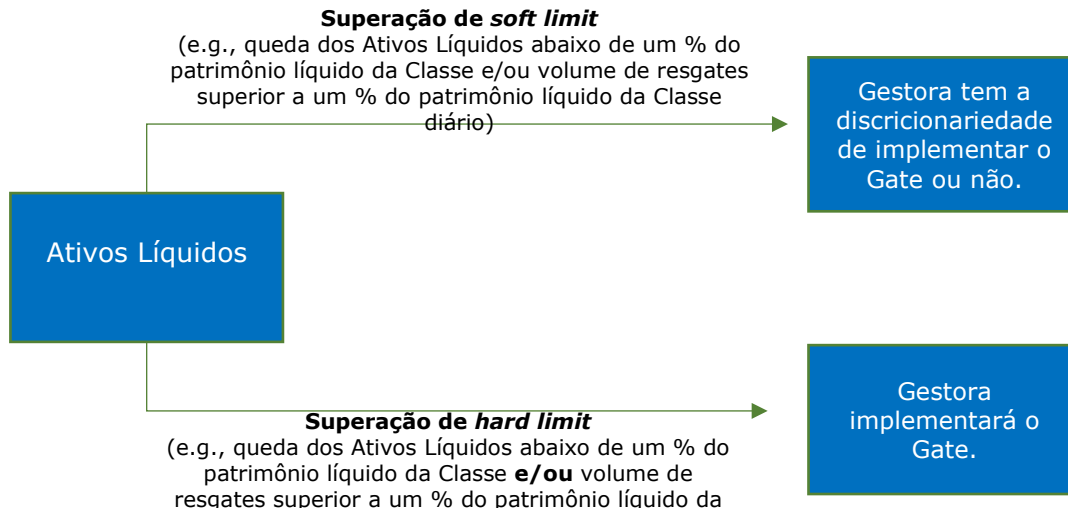 Superação de soft limit
(e.g., queda dos Ativos Líquidos abaixo de um % do
patrimônio líquido da Classe e/ou volume de resgates
superior a um % do patrimônio líquido da Classe
diário)
Gestora tem a
discricionariedade
de implementar o
Gate ou não.
Ativos Líquidos
Superação de hard limit
(e.g., queda dos Ativos Líquidos abaixo de um % do
patrimônio líquido da Classe e/ou volume de
resgates superior a um % do patrimônio líquido da
Gestora
implementará o
Gate.